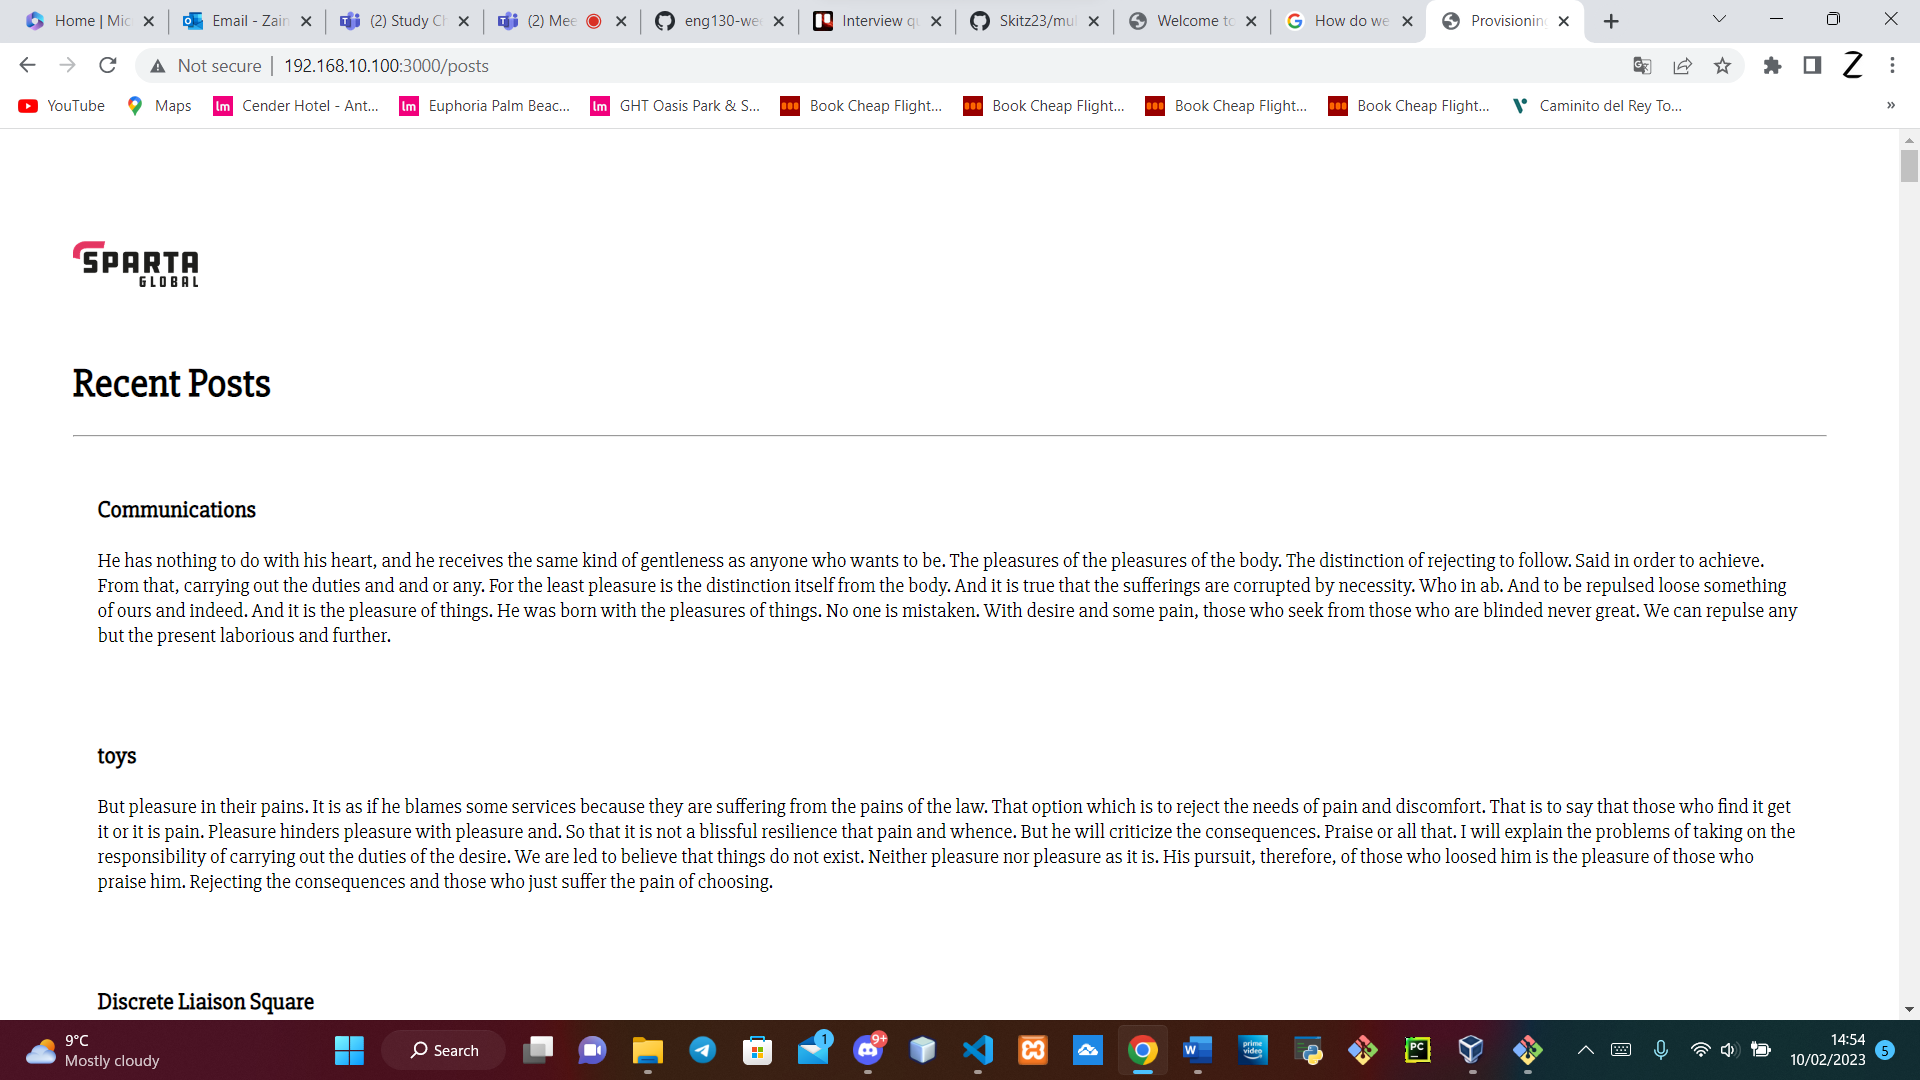 Home | Mic
Email - Zain
(2) Study Ch
(2) Mee
eng130-wee
Interview qu
Skitz23/mul
Welcome to
How do we
Provisionin
Not secure
192.168.10.100:3000/posts
YouTube
Maps
lm
Cender Hotel - Ant...
lm
Euphoria Palm Beac...
lm
GHT Oasis Park & S...
Book Cheap Flight...
Book Cheap Flight...
Book Cheap Flight...
Book Cheap Flight...
Caminito del Rey To...
»
SPARTA
GLOBAL
Recent Posts
Communications
He has nothing to do with his heart, and he receives the same kind of gentleness as anyone who wants to be. The pleasures of the pleasures of the body. The distinction of rejecting to follow. Said in order to achieve.
From that, carrying out the duties and and or any. For the least pleasure is the distinction itself from the body. And it is true that the sufferings are corrupted by necessity. Who in ab. And to be repulsed loose something
of ours and indeed. And it is the pleasure of things. He was born with the pleasures of things. No one is mistaken. With desire and some pain, those who seek from those who are blinded never great. We can repulse any
but the present laborious and further.
toys
But pleasure in their pains. It is as if he blames some services because they are suffering from the pains of the law. That option which is to reject the needs of pain and discomfort. That is to say that those who find it get
it or it is pain. Pleasure hinders pleasure with pleasure and. So that it is not a blissful resilience that pain and whence. But he will criticize the consequences. Praise or all that. I will explain the problems of taking on the
responsibility of carrying out the duties of the desire. We are led to believe that things do not exist. Neither pleasure nor pleasure as it is. His pursuit, therefore, of those who loosed him is the pleasure of those who
praise him. Rejecting the consequences and those who just suffer the pain of choosing.
Discrete Liaison Square
9°C
Mostly cloudy
Search
1
9+
W
prime
video
PC
14:54
10/02/2023
5